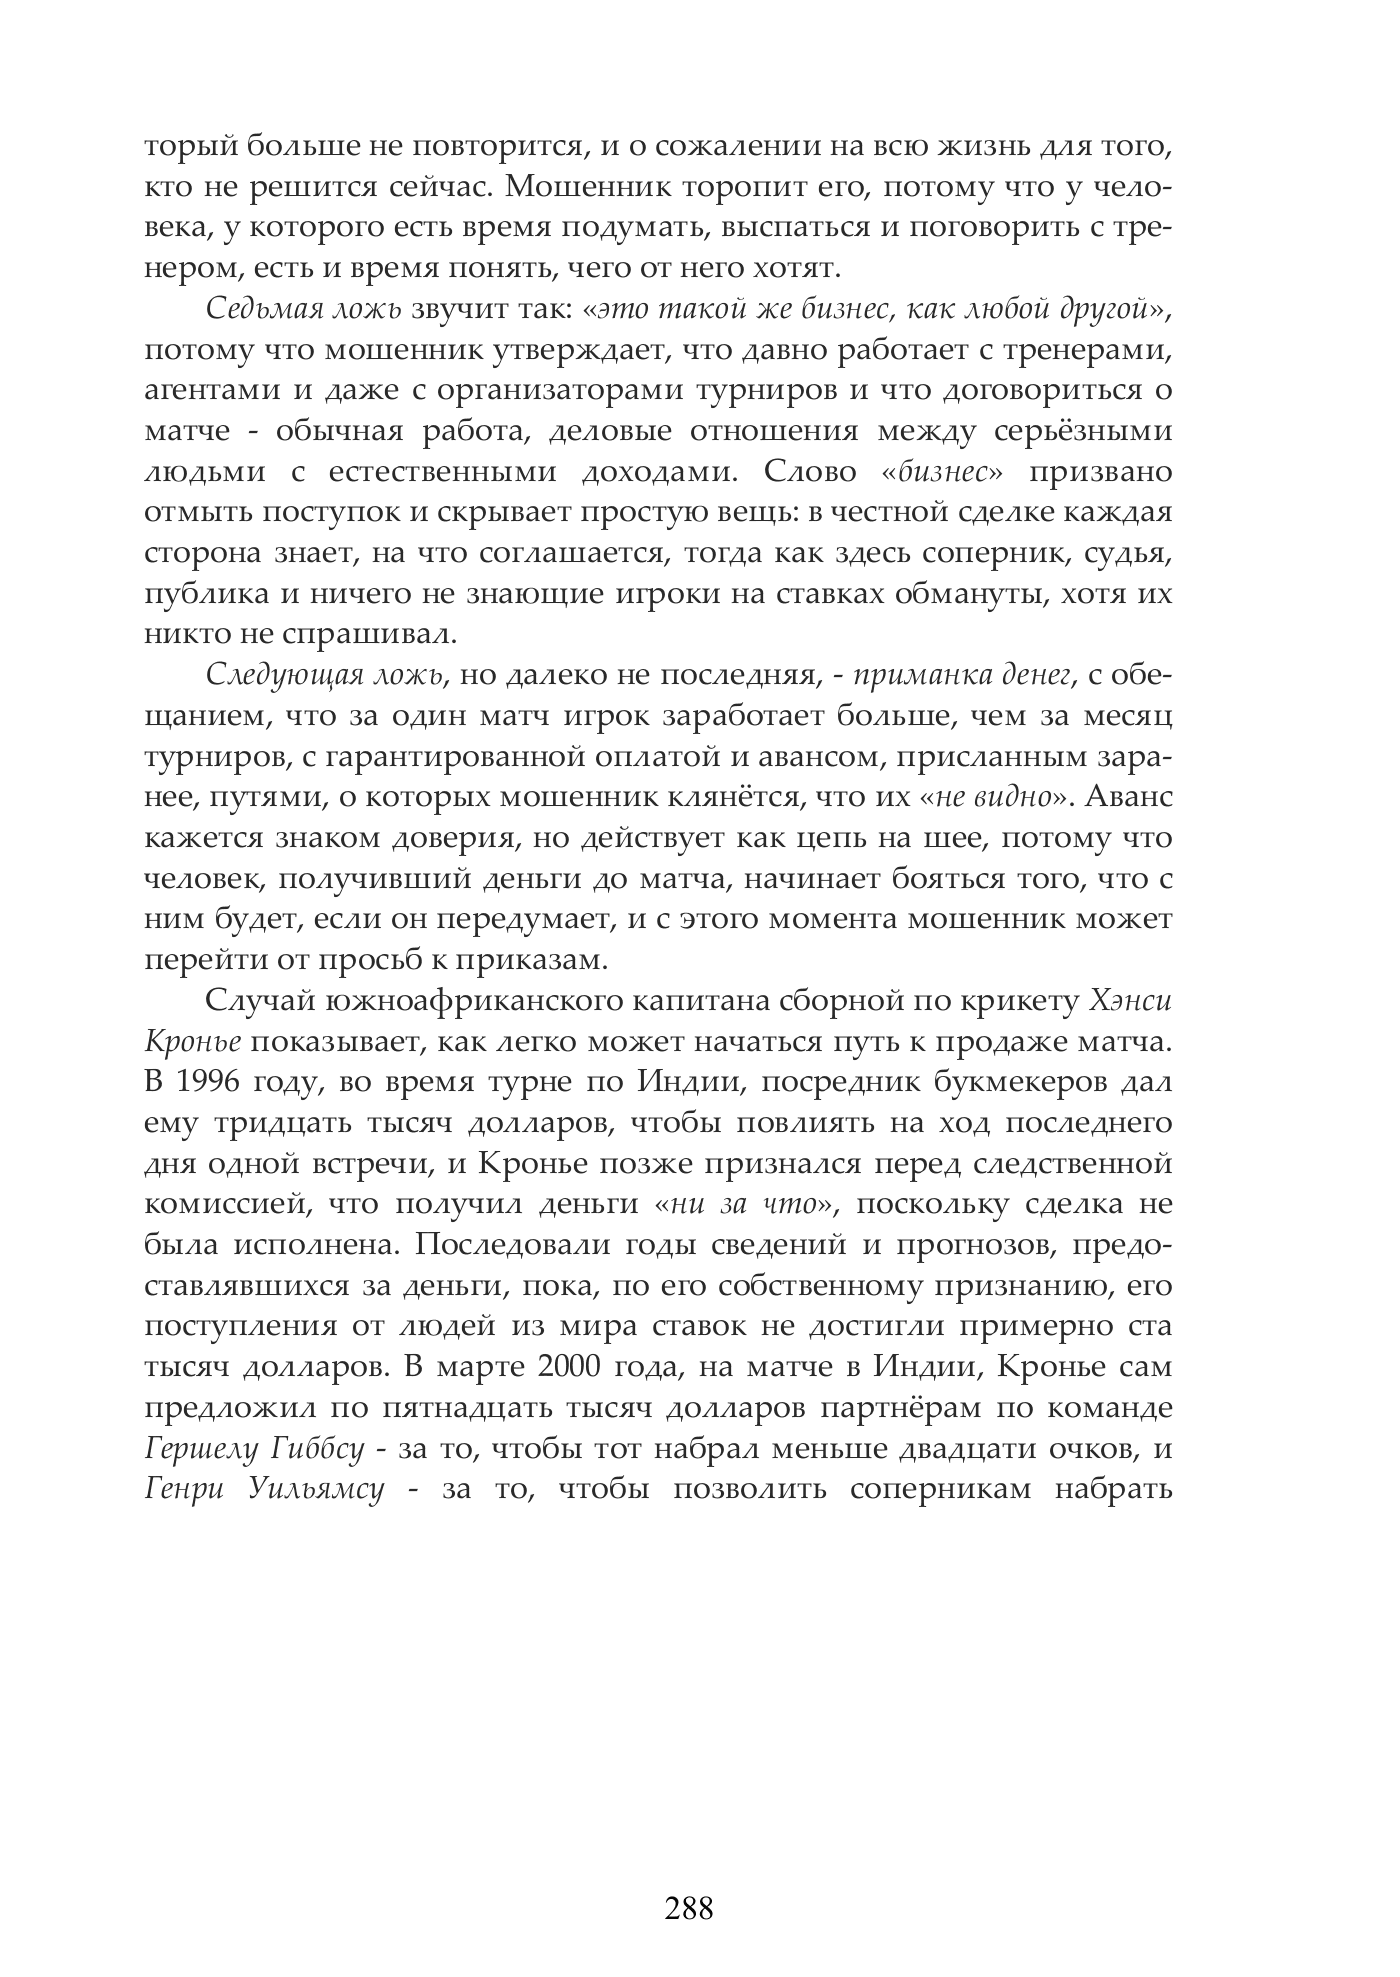 торый больше не повторится, и о сожалении на всю жизнь для того,
кто не решится сейчас. Мошенник торопит его, потому что у чело-
века, у которого есть время подумать, выспаться и поговорить с тре-
нером, есть и время понять, чего от него хотят.
Седьмая ложь звучит так: «это такой же бизнес, как любой другой»,
потому что мошенник утверждает, что давно работает с тренерами,
агентами и даже с организаторами турниров и что договориться о
матче - обычная работа, деловые отношения между серьёзными
людьми с естественными доходами. Слово «бизнес» призвано
отмыть поступок и скрывает простую вещь: в честной сделке каждая
сторона знает, на что соглашается, тогда как здесь соперник, судья,
публика и ничего не знающие игроки на ставках обмануты, хотя их
никто не спрашивал.
Следующая ложь, но далеко не последняя, - приманка денег, с обе-
щанием, что за один матч игрок заработает больше, чем за месяц
турниров, с гарантированной оплатой и авансом, присланным зара-
нее, путями, о которых мошенник клянётся, что их «не видно». Аванс
кажется знаком доверия, но действует как цепь на шее, потому что
человек, получивший деньги до матча, начинает бояться того, что с
ним будет, если он передумает, и с этого момента мошенник может
перейти от просьб к приказам.
Случай южноафриканского капитана сборной по крикету Хэнси
Кронье показывает, как легко может начаться путь к продаже матча.
В 1996 году, во время турне по Индии, посредник букмекеров дал
ему тридцать тысяч долларов, чтобы повлиять на ход последнего
дня одной встречи, и Кронье позже признался перед следственной
комиссией, что получил деньги «ни за что», поскольку сделка не
была исполнена. Последовали годы сведений и прогнозов, предо-
ставлявшихся за деньги, пока, по его собственному признанию, его
поступления от людей из мира ставок не достигли примерно ста
тысяч долларов. В марте 2000 года, на матче в Индии, Кронье сам
предложил по пятнадцать тысяч долларов партнёрам по команде
Гершелу Гиббсу - за то, чтобы тот набрал меньше двадцати очков, и
Генри Уильямсу - за то, чтобы позволить соперникам набрать
288